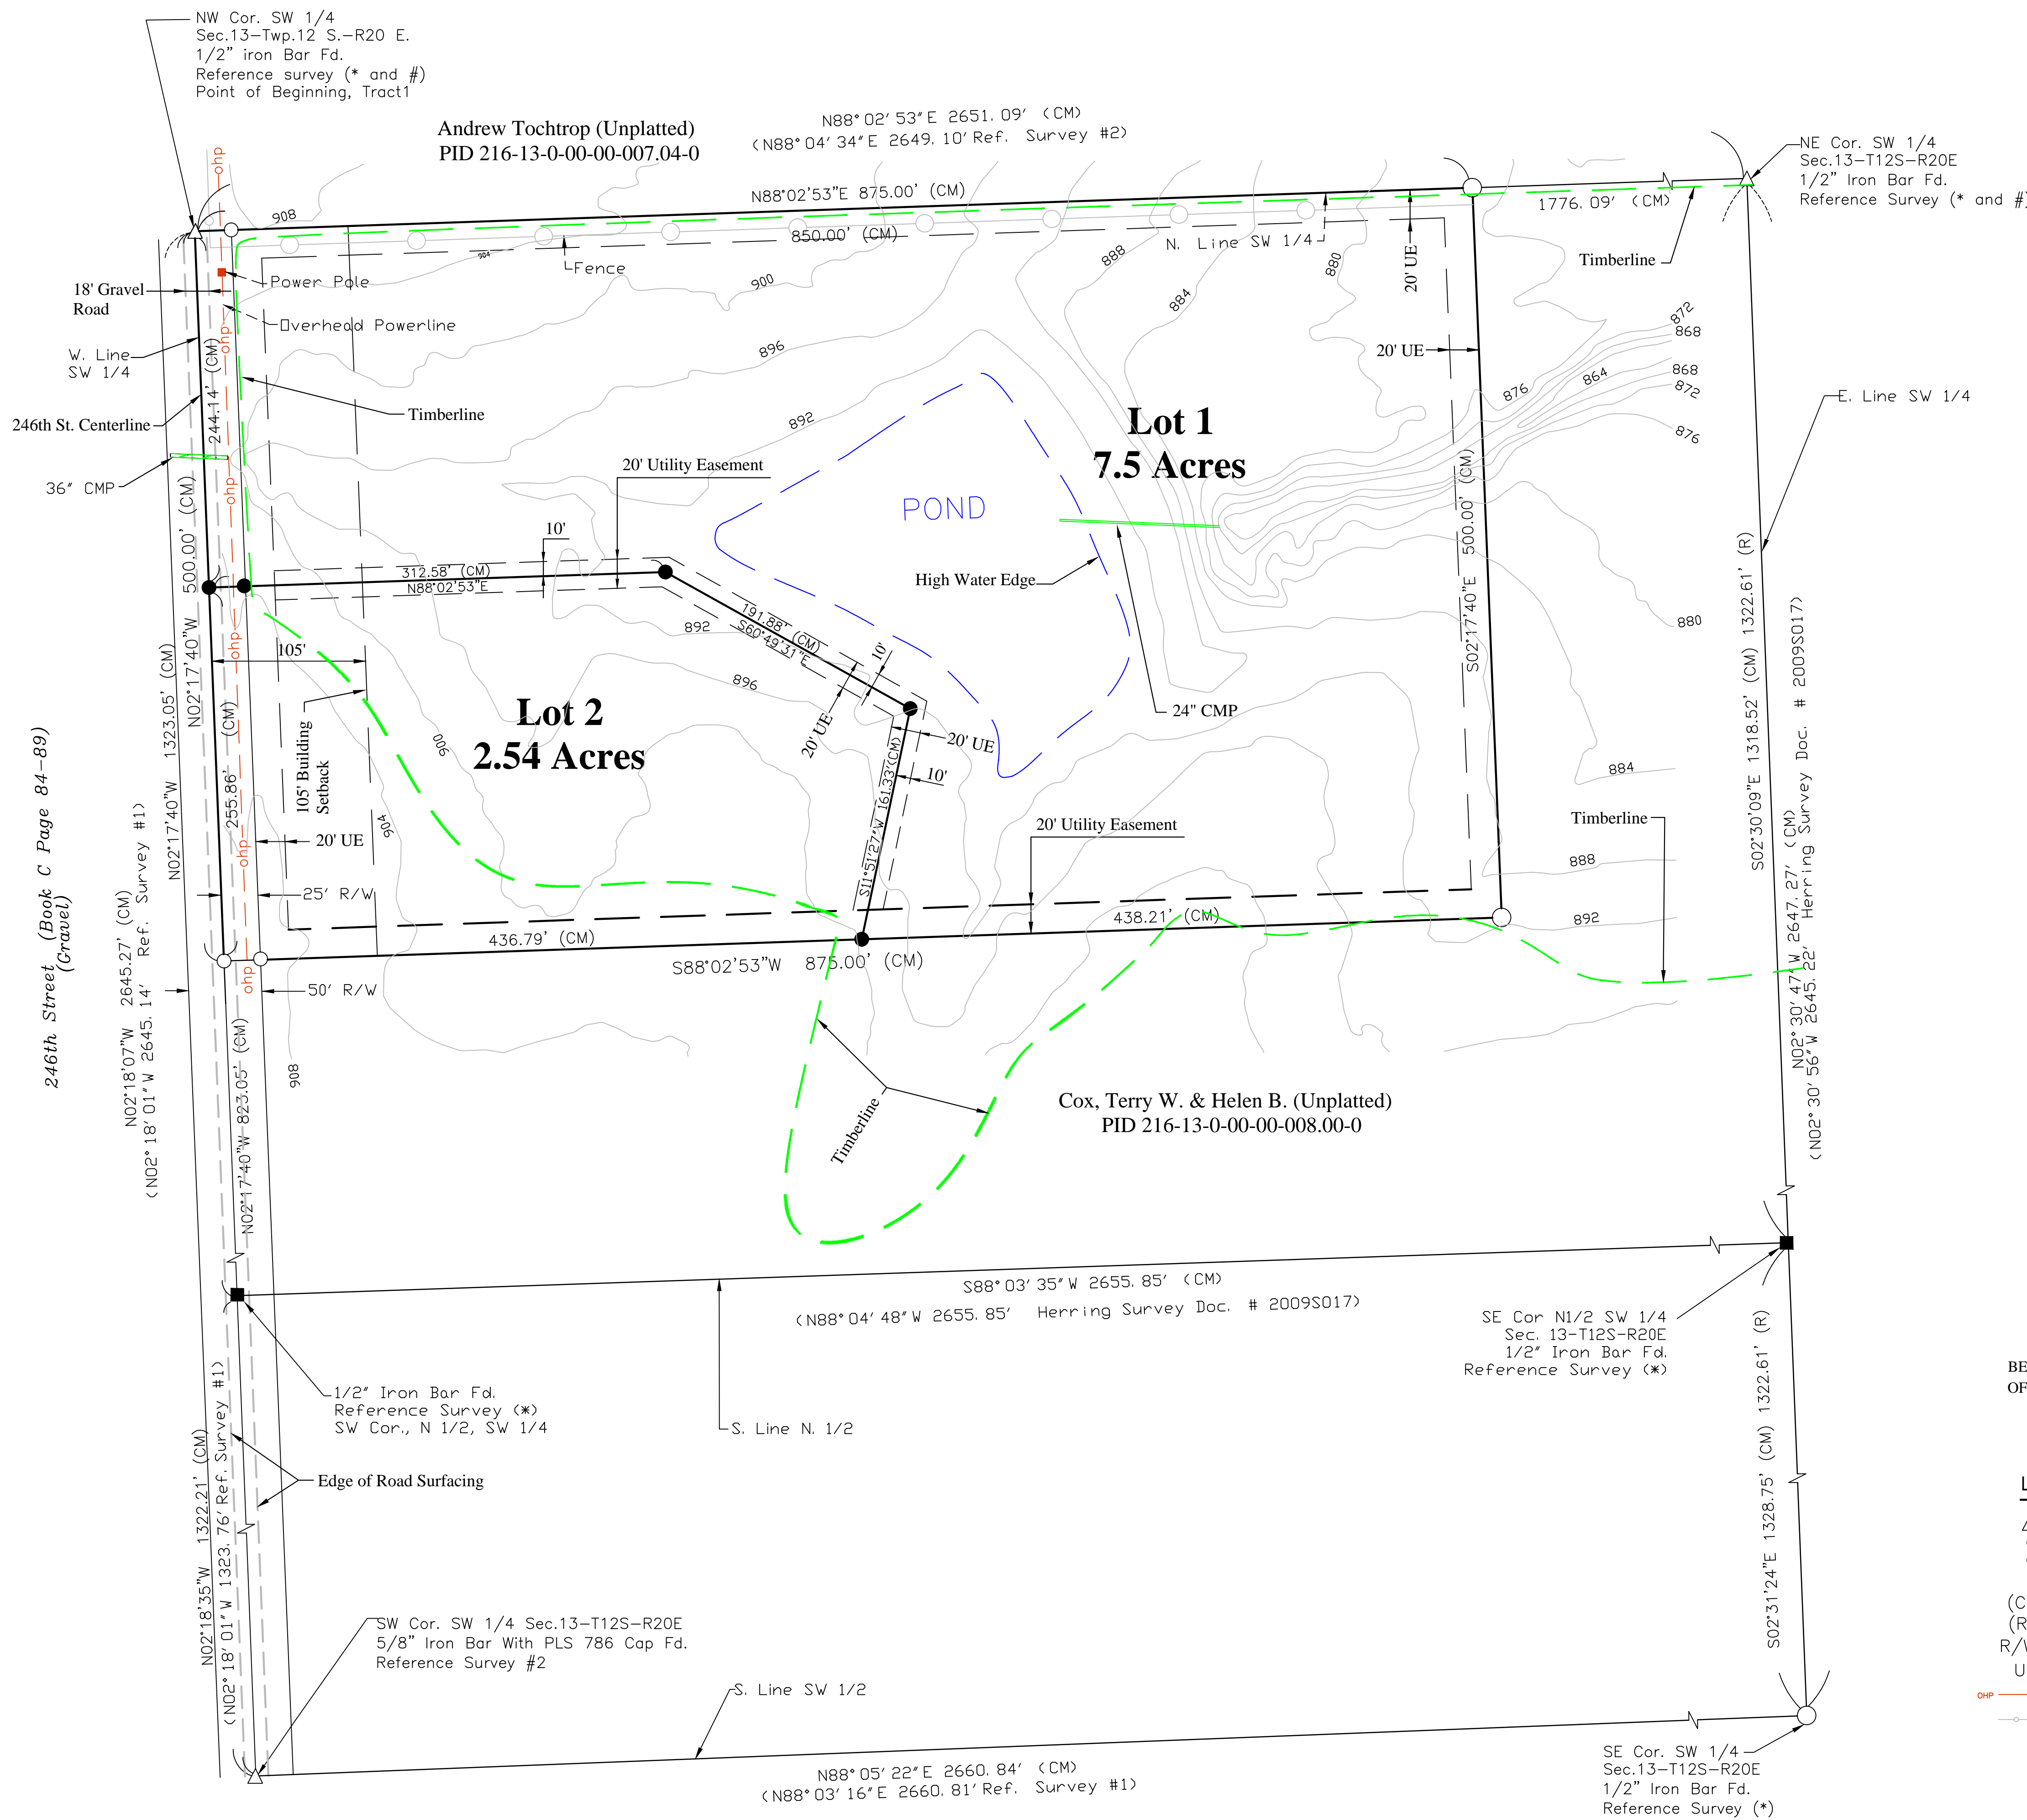 NW Cor. SW 1/4
Sec.13-Twp.12 S.-R20 E.
1/2" iron Bar Fd.
Reference survey (* and #)
Point of Beginning, Tract1
Andrew Tochtrop (Unplatted)
PID 216-13-0-00-00-007.04-0
N88°02'53"E 2651.09' (CM)
(N88°04'34"E 2649.10' Ref. Survey #2)
NE Cor. SW 1/4
Sec.13-T12S-R20E
1/2" Iron Bar Fd.
Reference Survey (* and #)
ohp
908
N88°02'53"E 875.00' (CM)
850.00' (CM)
1776.09' (CM)
N. Line SW 1/4
Timberline
20' UE
904
Fence
Power Pole
Overhead Powerline
18' Gravel
Road
W. Line
SW 1/4
246th St. Centerline
36" CMP
244.14' (CM)
ohp
Timberline
900
896
892
888
884
880
20' UE
872
868
864
868
872
876
876
E. Line SW 1/4
Lot 1
7.5 Acres
20' Utility Easement
POND
10'
High Water Edge
24" CMP
ohp
N02°17'40"W 500.00' (CM)
312.58' (CM)
N88°02'53"E
191.88' (CM)
S60°49'31"E
10'
20' UE
892
896
S02°17'40"E 500.00' (CM)
880
S02°30'09"E 1318.52' (CM) 1322.61' (R)
105'
ohp
Lot 2
2.54 Acres
105' Building
Setback
900
904
20' UE
10'
S11°51'27"W 161.33'(CM)
255.86' (CM)
ohp
20' UE
25' R/W
20' Utility Easement
884
Timberline
888
892
436.79' (CM)
438.21' (CM)
S88°02'53"W 875.00' (CM)
ohp
50' R/W
908
N02°17'40"W 1323.05' (CM)
N02°18'07"W 2645.27' (CM)
(N02°18'01"W 2645.14' Ref. Survey #1)
246th Street (Book C Page 84-89)
(Gravel)
N02°17'40"W 823.05' (CM)
N02°30'47"W 2647.27' (CM)
(N02°30'56"W 2645.22' Herring Survey Doc. # 2009S017)
Timberline
Cox, Terry W. & Helen B. (Unplatted)
PID 216-13-0-00-00-008.00-0
S88°03'35"W 2655.85' (CM)
(N88°04'48"W 2655.85' Herring Survey Doc. # 2009S017)
SE Cor N1/2 SW 1/4
Sec. 13-T12S-R20E
1/2" Iron Bar Fd.
Reference Survey (*)
1/2" Iron Bar Fd.
Reference Survey (*)
SW Cor., N 1/2, SW 1/4
S. Line N. 1/2
Edge of Road Surfacing
N02°18'35"W 1322.21' (CM)
(N02°18'01"W 1323.76' Ref. Survey #1)
S02°31'24"E 1328.75' (CM) 1322.61' (R)
SW Cor. SW 1/4 Sec.13-T12S-R20E
5/8" Iron Bar With PLS 786 Cap Fd.
Reference Survey #2
S. Line SW 1/2
N88°05'22"E 2660.84' (CM)
(N88°03'16"E 2660.81' Ref. Survey #1)
SE Cor. SW 1/4
Sec.13-T12S-R20E
1/2" Iron Bar Fd.
Reference Survey (*)
BE
OF
L
(C
(R
R/W
U
OHP